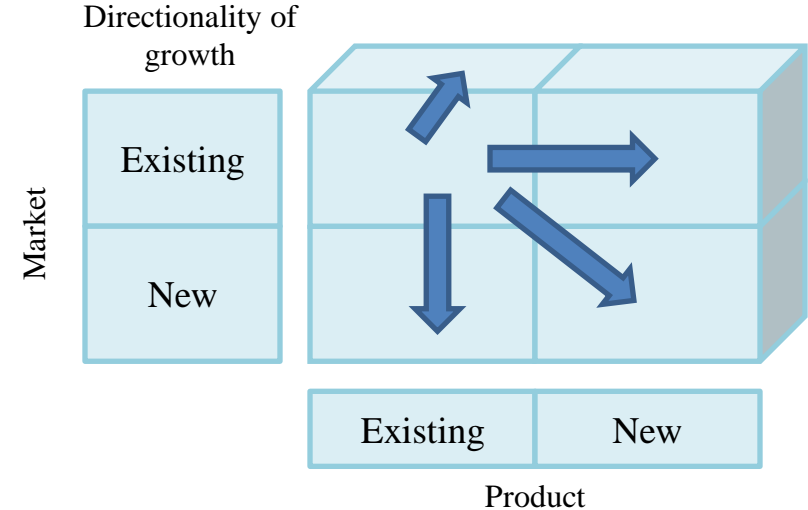 Directionality of
growth
Market
Existing
New
Existing
New
Product